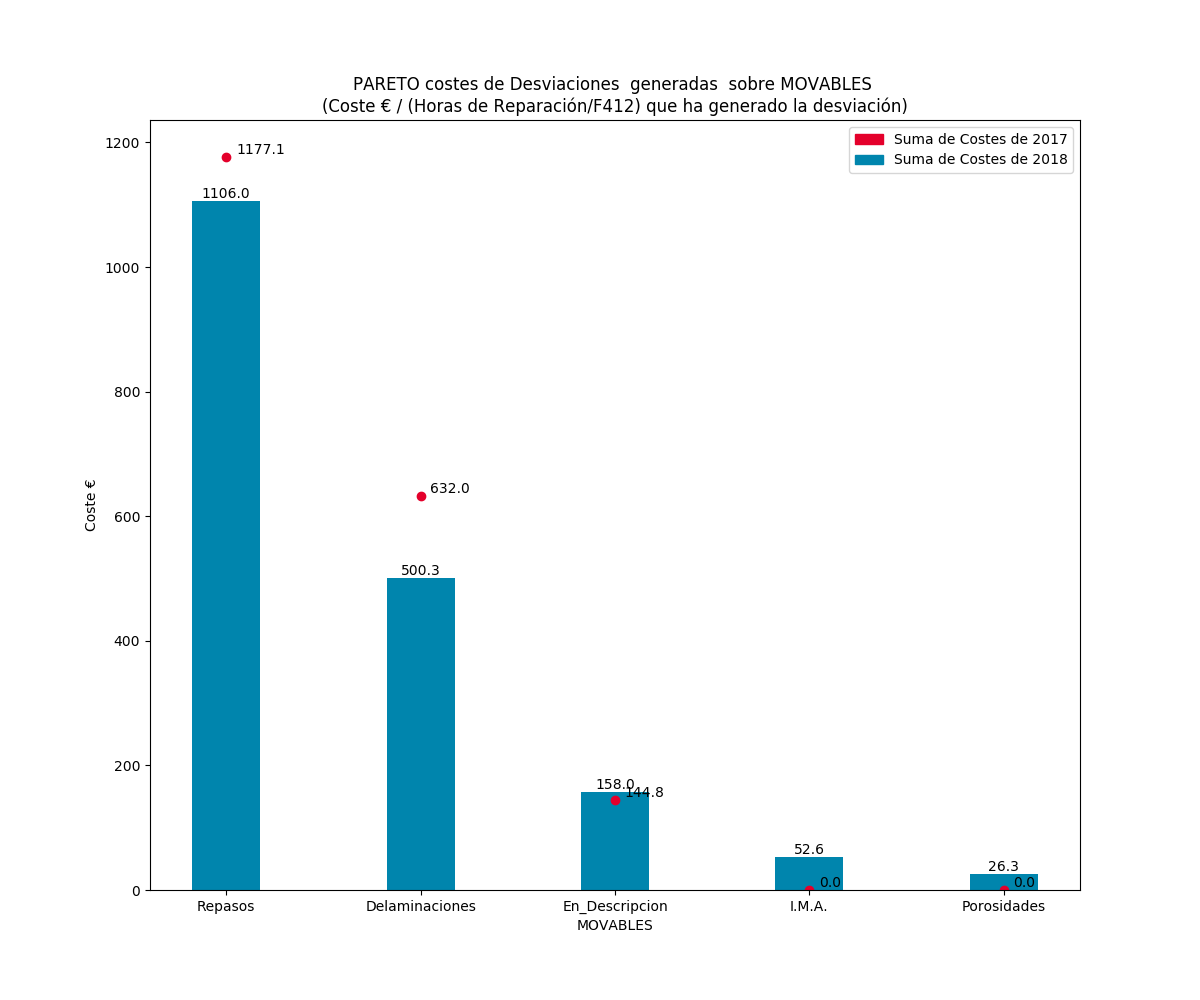 PARETO costes de Desviaciones  generadas  sobre MOVABLES
(Coste € / (Horas de Reparación/F412) que ha generado la desviación)
Suma de Costes de 2017
Suma de Costes de 2018
1200
1000
800
600
400
200
0
Coste €
1177.1
1106.0
632.0
500.3
158.0
144.8
52.6
0.0
26.3
0.0
Repasos
Delaminaciones
En_Descripcion
I.M.A.
Porosidades
MOVABLES